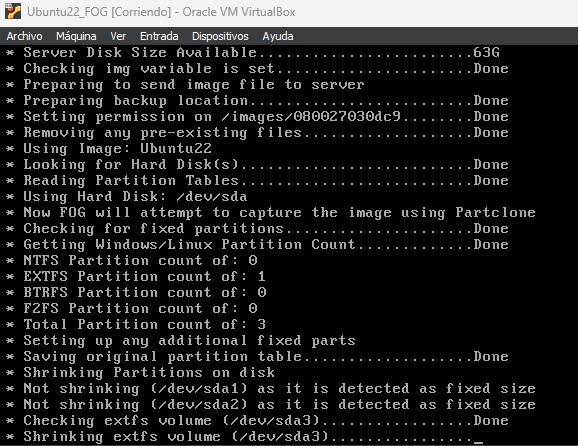 Ubuntu22_FOG [Corriendo] - Oracle VM VirtualBox
Archivo Máquina Ver Entrada Dispositivos Ayuda
* Server Disk Size Available.......................63G
* Checking img variable is set.....................Done
* Preparing to send image file to server
* Preparing backup location........................Done
* Setting permission on /images/080027030dc9.......Done
* Removing any pre-existing files..................Done
* Using Image: Ubuntu22
* Looking for Hard Disk(s).........................Done
* Reading Partition Tables.........................Done
* Using Hard Disk: /dev/sda
* Now FOG will attempt to capture the image using Partclone
* Checking for fixed partitions....................Done
* Getting Windows/Linux Partition Count............Done
* NTFS Partition count of: 0
* EXTFS Partition count of: 1
* BTRFS Partition count of: 0
* F2FS Partition count of: 0
* Total Partition count of: 3
* Setting up any additional fixed parts
* Saving original partition table..................Done
* Shrinking Partitions on disk
* Not shrinking (/dev/sda1) as it is detected as fixed size
* Not shrinking (/dev/sda2) as it is detected as fixed size
* Checking extfs volume (/dev/sda3)................Done
* Shrinking extfs volume (/dev/sda3)..............._